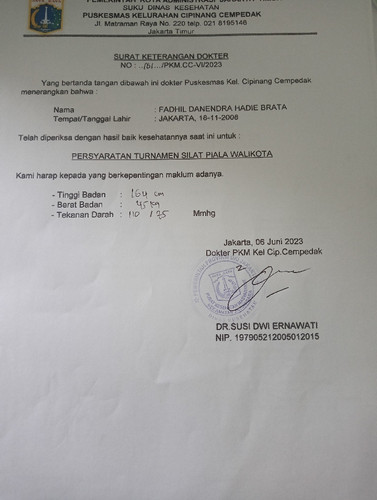 SUKU DINAS KESEHATAN
PUSKESMAS KELURAHAN CIPINANG CEMPEDAK
Jl. Matraman Raya No. 220 telp. 021 8195146
Jakarta Timur
SURAT KETERANGAN DOKTER
NO : /PKM.CC-VI/2023
Yang bertanda tangan dibawah ini dokter Puskesmas Kel. Cipinang Cempedak
menerangkan bahwa :
Nama : FADHIL DANENDRA HADIE BRATA
Tempat/Tanggal Lahir : JAKARTA, 16-11-2006
Telah diperiksa dengan hasil baik kesehatannya saat ini untuk :
PERSYARATAN TURNAMEN SILAT PIALA WALIKOTA
Kami harap kepada yang berkepentingan maklum adanya.
- Tinggi Badan : 164 cm
- Berat Badan : 45 kg
- Tekanan Darah : 110 / 75 Mmhg
Jakarta, 06 Juni 2023
Dokter PKM Kel Cip.Cempedak
DR.SUSI DWI ERNAWATI
NIP. 197905212005012015